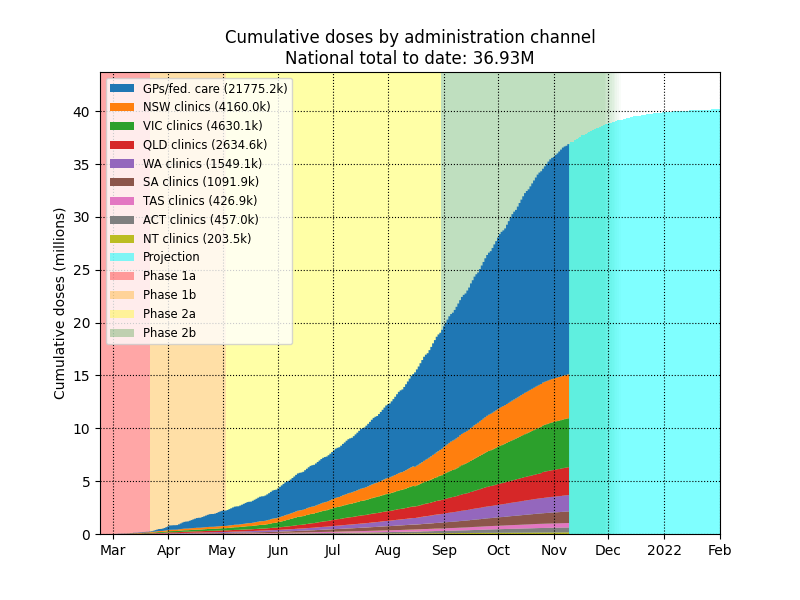 Cumulative doses by administration channel
National total to date: 36.93M
Cumulative doses (millions)
40
35
30
25
20
15
10
5
0
GPs/fed. care (21775.2k)
NSW clinics (4160.0k)
VIC clinics (4630.1k)
QLD clinics (2634.6k)
WA clinics (1549.1k)
SA clinics (1091.9k)
TAS clinics (426.9k)
ACT clinics (457.0k)
NT clinics (203.5k)
Projection
Phase 1a
Phase 1b
Phase 2a
Phase 2b
Mar Apr May Jun Jul Aug Sep Oct Nov Dec 2022 Feb